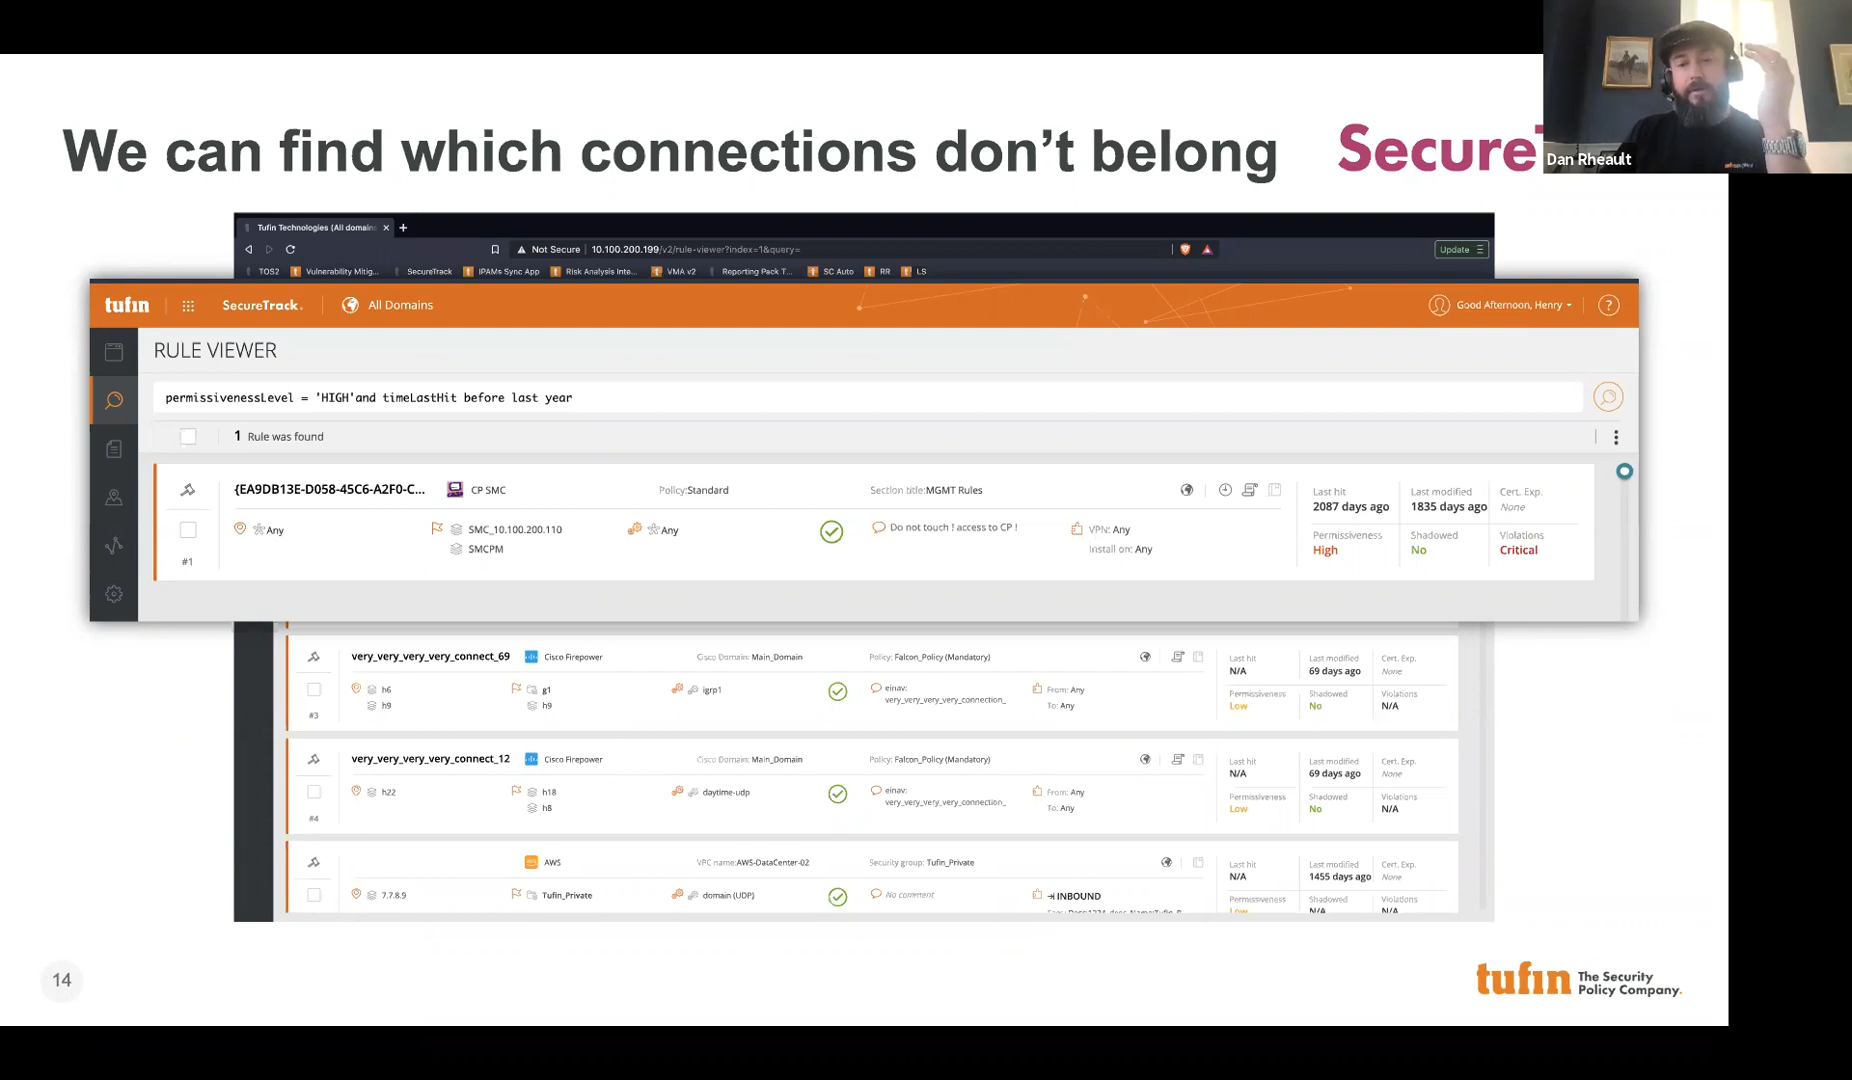 We can find which connections don't belong
Secure
Dan Rheault
Tufin Technologies (All domains
Not Secure 10.100.200.199/v2/rule-viewer?index=1&query=
Update
TOS2 Vulnerability Mitig... SecureTrack IPAMs Sync App Risk Analysis Inte... VMA v2 Reporting Pack T... SC Auto RR LS
tufin SecureTrack. All Domains Good Afternoon, Henry ?
RULE VIEWER
permissivenessLevel = 'HIGH'and timeLastHit before last year
1 Rule was found
{EA9DB13E-D058-45C6-A2F0-C... CP SMC Policy:Standard Section title:MGMT Rules
Last hit Last modified Cert. Exp.
2087 days ago 1835 days ago None
Any SMC_10.100.200.110 Any Do not touch ! access to CP ! VPN: Any
SMCPM Install on: Any
Permissiveness Shadowed Violations
High No Critical
#1
very_very_very_very_connect_69 Cisco Firepower Cisco Domain: Main_Domain Policy: Falcon_Policy (Mandatory)
Last hit Last modified Cert. Exp.
N/A 69 days ago None
h6 g1 igrp1 einav: From: Any
h9 h9 very_very_very_very_connection_ To: Any
Permissiveness Shadowed Violations
Low No N/A
#3
very_very_very_very_connect_12 Cisco Firepower Cisco Domain: Main_Domain Policy: Falcon_Policy (Mandatory)
Last hit Last modified Cert. Exp.
N/A 69 days ago None
h22 h18 daytime-udp einav: From: Any
h8 very_very_very_very_connection_ To: Any
Permissiveness Shadowed Violations
Low No N/A
#4
AWS VPC name:AWS-DataCenter-02 Security group: Tufin_Private
Last hit Last modified Cert. Exp.
N/A 1455 days ago None
7.7.8.9 Tufin_Private domain (UDP) No comment INBOUND
Permissiveness Shadowed Violations
Low N/A N/A
14
tufin The Security
Policy Company.